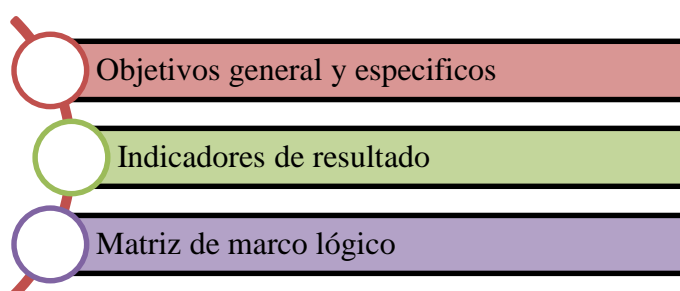 Objetivos general y especificos
Indicadores de resultado
Matriz de marco lógico